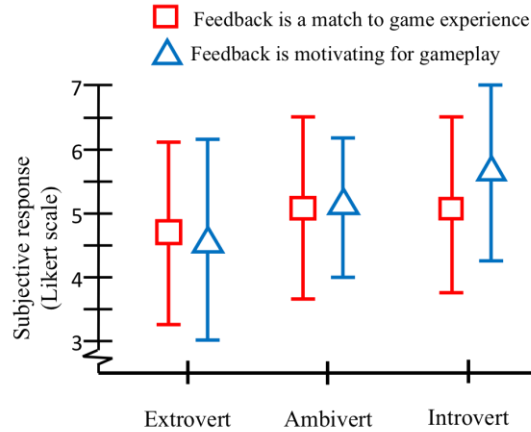 Feedback is a match to game experience
Feedback is motivating for gameplay
Subjective response
(Likert scale)
7
6
5
4
3
Extrovert Ambivert Introvert